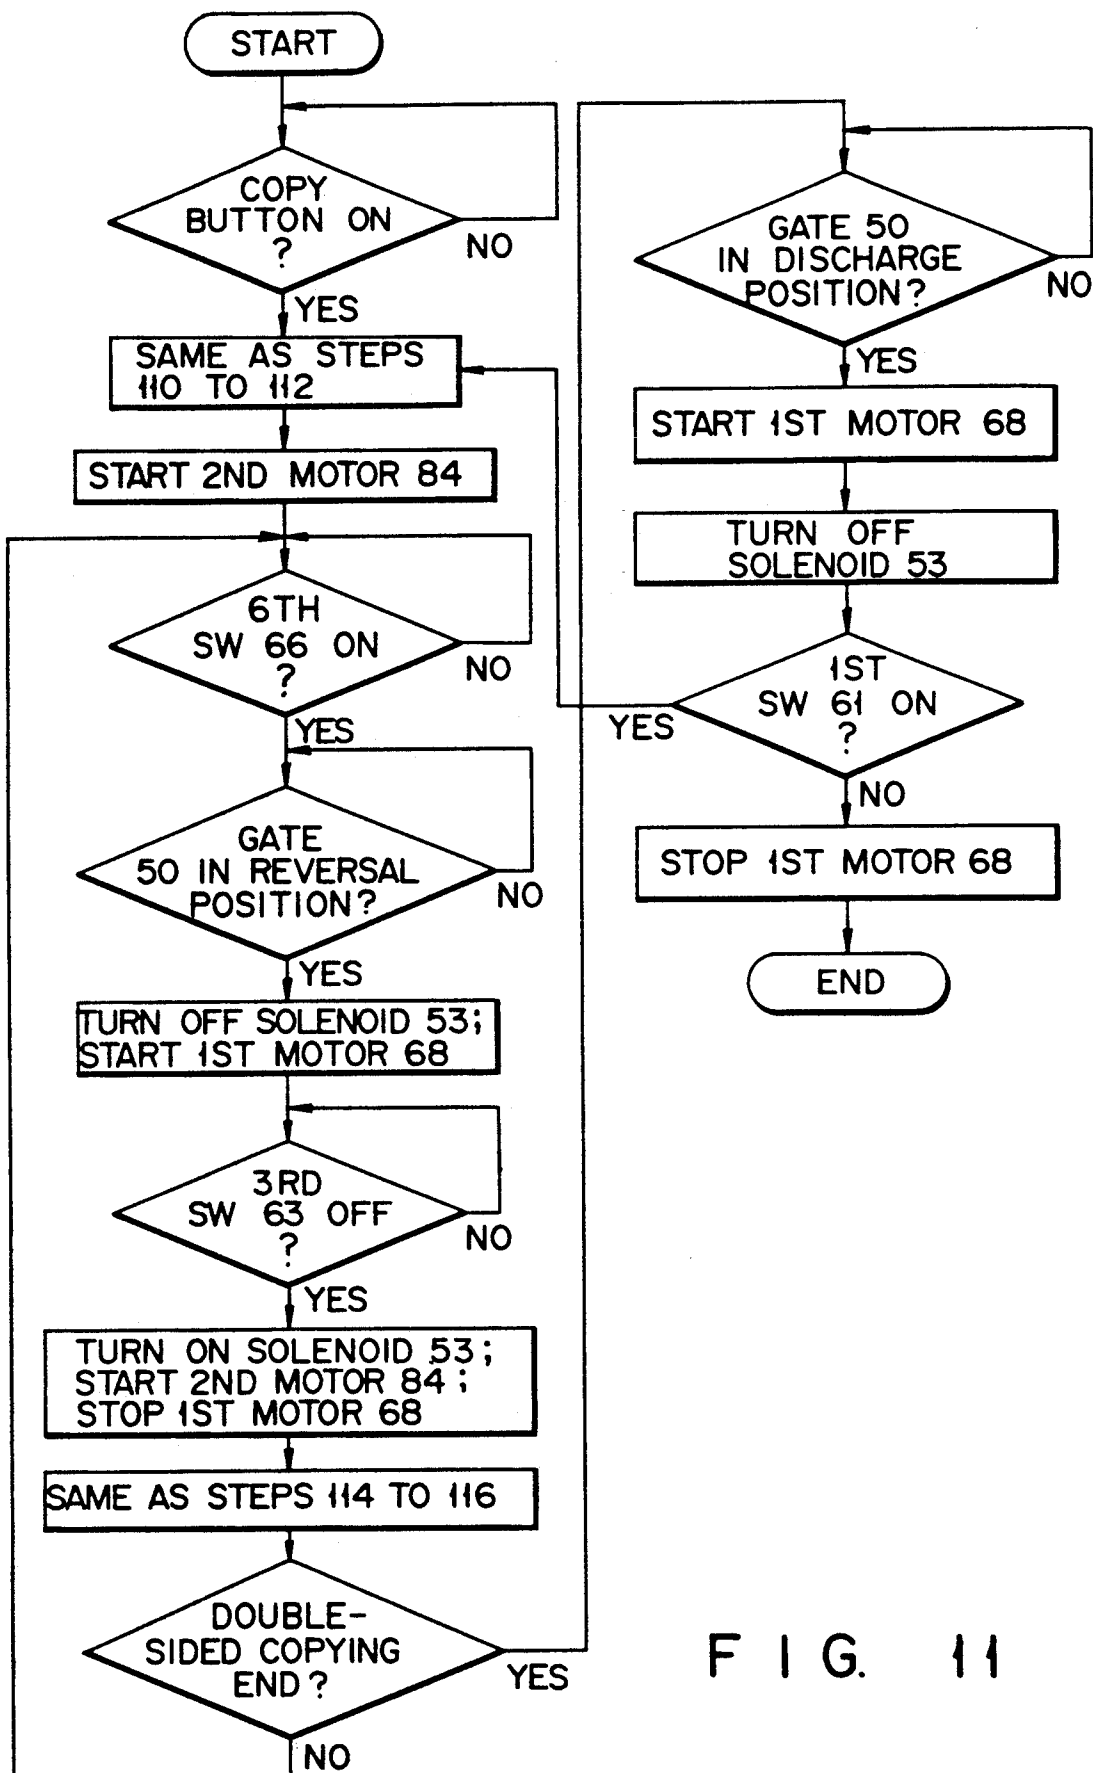 START
COPY
BUTTON ON
?
NO
YES
SAME AS STEPS
110 TO 112
START 2ND MOTOR 84
6TH
SW 66 ON
?
NO
YES
GATE
50 IN REVERSAL
POSITION?
NO
YES
TURN OFF SOLENOID 53;
START 1ST MOTOR 68
3RD
SW 63 OFF
?
NO
YES
TURN ON SOLENOID 53;
START 2ND MOTOR 84;
STOP 1ST MOTOR 68
SAME AS STEPS 114 TO 116
DOUBLE-
SIDED COPYING
END?
YES
NO
GATE 50
IN DISCHARGE
POSITION?
NO
YES
START 1ST MOTOR 68
TURN OFF
SOLENOID 53
1ST
SW 61 ON
?
YES
NO
STOP 1ST MOTOR 68
END
FIG. 11